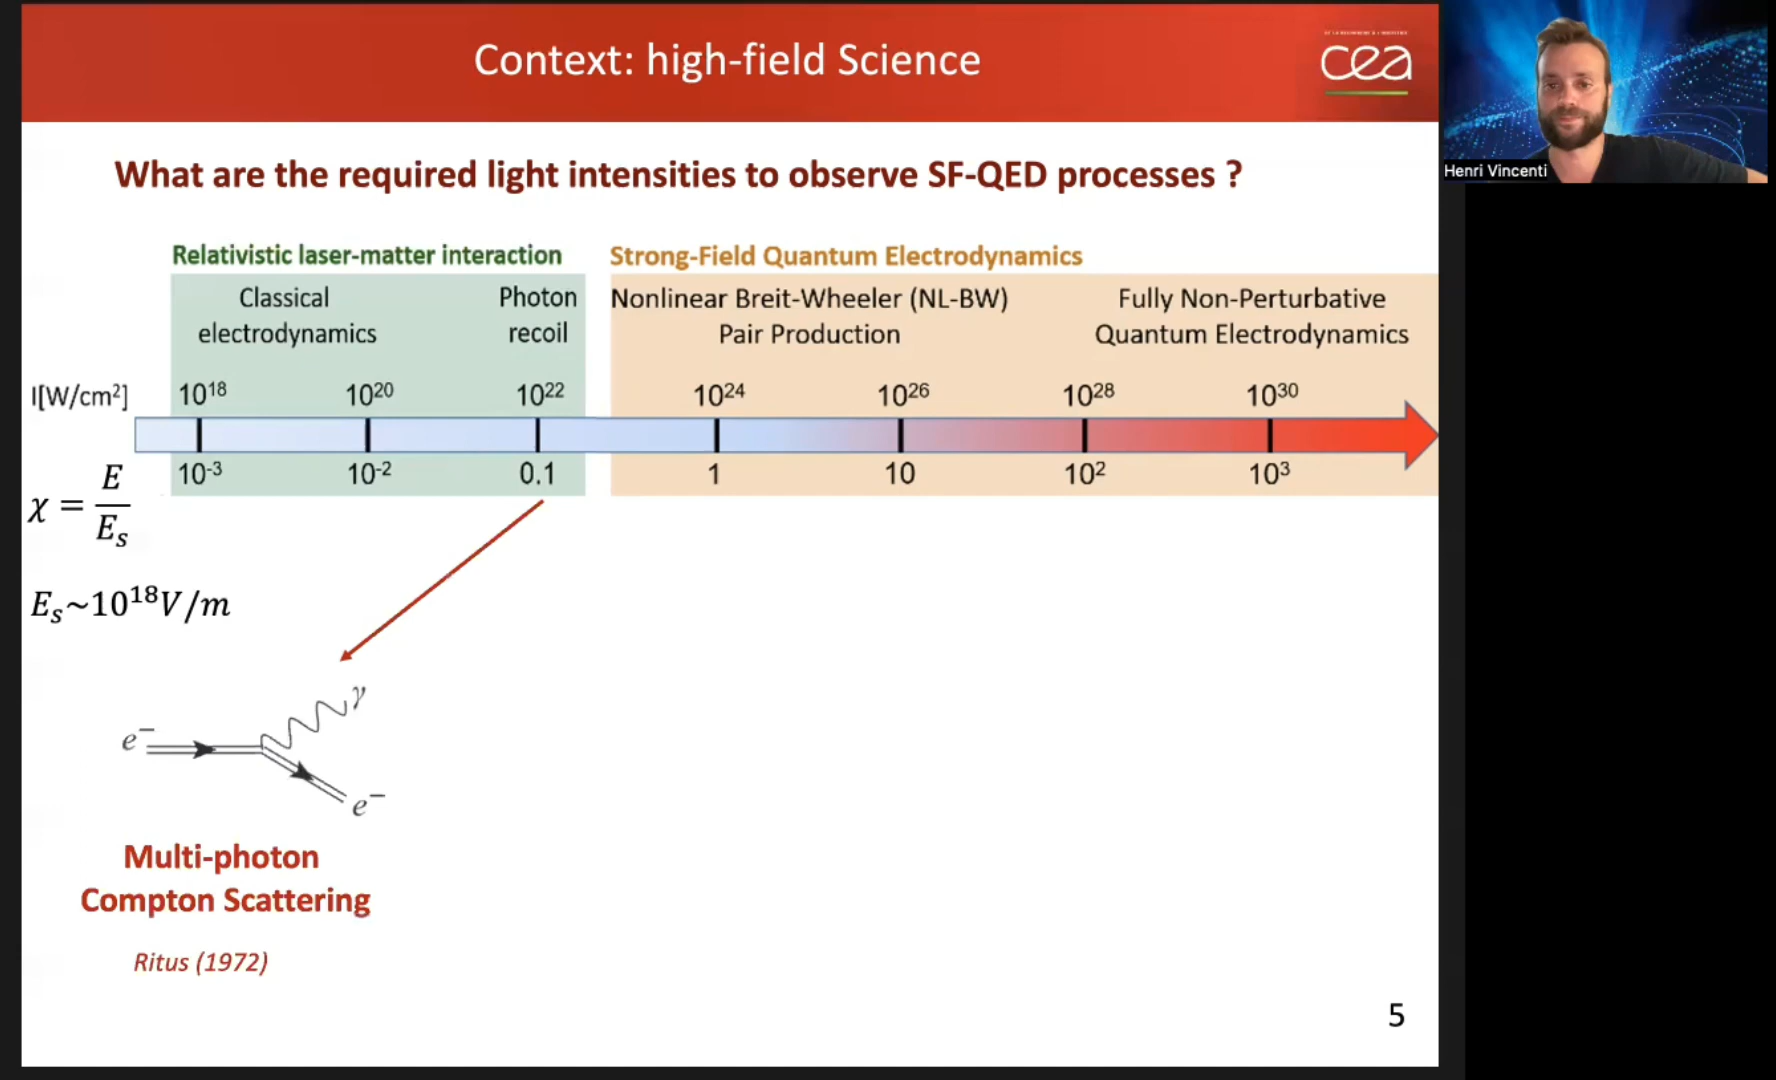 Context: high-field Science
cea
Henri Vincenti
What are the required light intensities to observe SF-QED processes ?
Relativistic laser-matter interaction
Strong-Field Quantum Electrodynamics
Classical
electrodynamics
Photon
recoil
Nonlinear Breit-Wheeler (NL-BW)
Pair Production
Fully Non-Perturbative
Quantum Electrodynamics
I[W/cm²] 10¹⁸ 10²⁰ 10²² 10²⁴ 10²⁶ 10²⁸ 10³⁰
10⁻³ 10⁻² 0.1 1 10 10² 10³
χ = E/Eₛ
Eₛ~10¹⁸V/m
e⁻ γ
e⁻
Multi-photon
Compton Scattering
Ritus (1972)
5